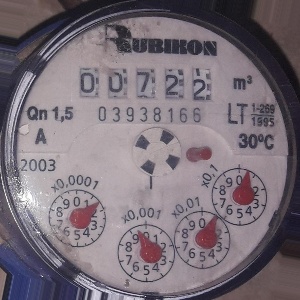 RUBIKON
00722 m³
Qn 1,5 03938166 LT 1-269
1995
A 30ºC
2003
x0,0001 x0,001 x0,01 x0,1